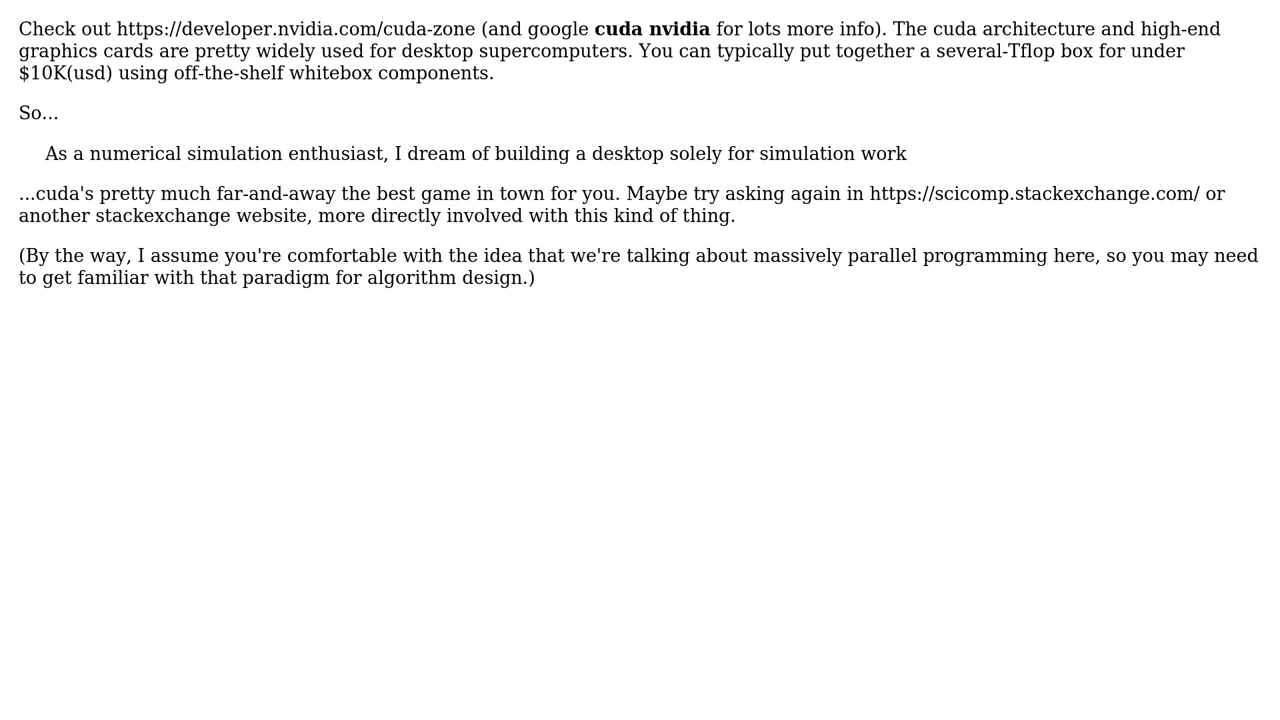 Check out https://developer.nvidia.com/cuda-zone (and google cuda nvidia for lots more info). The cuda architecture and high-end
graphics cards are pretty widely used for desktop supercomputers. You can typically put together a several-Tflop box for under
$10K(usd) using off-the-shelf whitebox components.
So...
As a numerical simulation enthusiast, I dream of building a desktop solely for simulation work
...cuda's pretty much far-and-away the best game in town for you. Maybe try asking again in https://scicomp.stackexchange.com/ or
another stackexchange website, more directly involved with this kind of thing.
(By the way, I assume you're comfortable with the idea that we're talking about massively parallel programming here, so you may need
to get familiar with that paradigm for algorithm design.)